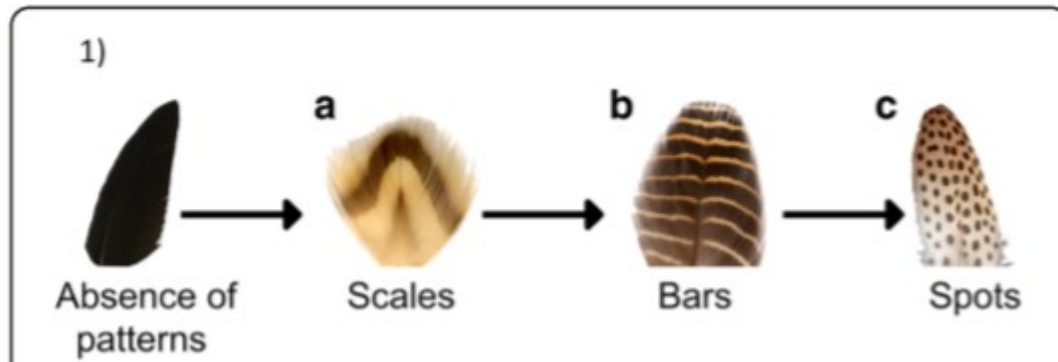 1)
a
b
c
Absence of
patterns
Scales
Bars
Spots